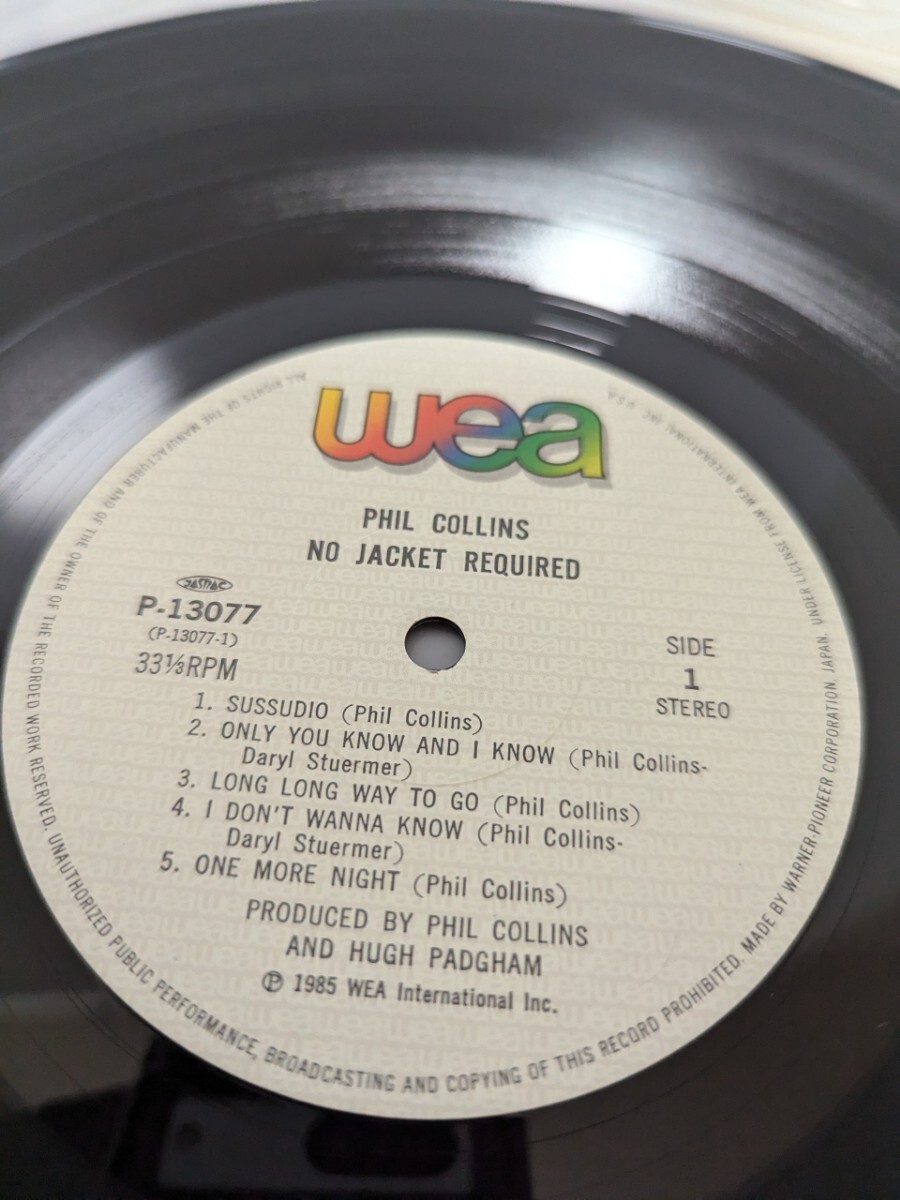 wea
PHIL COLLINS
NO JACKET REQUIRED
JASRAC
P-13077
(P-13077-1)
33⅓RPM
SIDE
1
STEREO
1. SUSSUDIO (Phil Collins)
2. ONLY YOU KNOW AND I KNOW (Phil Collins-
Daryl Stuermer)
3. LONG LONG WAY TO GO (Phil Collins)
4. I DON'T WANNA KNOW (Phil Collins-
Daryl Stuermer)
5. ONE MORE NIGHT (Phil Collins)
PRODUCED BY PHIL COLLINS
AND HUGH PADGHAM
Ⓟ 1985 WEA International Inc.
ALL RIGHTS OF THE MANUFACTURER AND OF THE OWNER OF THE RECORDED WORK RESERVED. UNAUTHORIZED PUBLIC PERFORMANCE, BROADCASTING AND COPYING OF THIS RECORD PROHIBITED. MADE BY WARNER-PIONEER CORPORATION, JAPAN. UNDER LICENSE FROM WEA INTERNATIONAL INC. U.S.A.